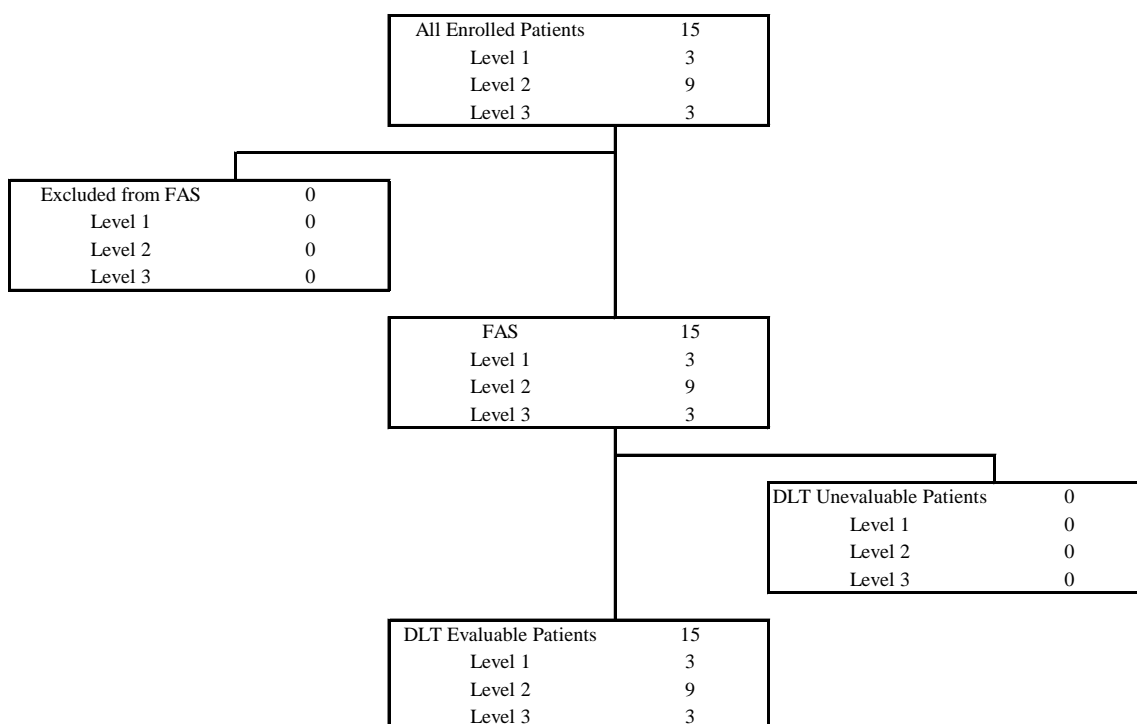 All Enrolled Patients 15
Level 1 3
Level 2 9
Level 3 3
Excluded from FAS 0
Level 1 0
Level 2 0
Level 3 0
FAS 15
Level 1 3
Level 2 9
Level 3 3
DLT Unevaluable Patients 0
Level 1 0
Level 2 0
Level 3 0
DLT Evaluable Patients 15
Level 1 3
Level 2 9
Level 3 3